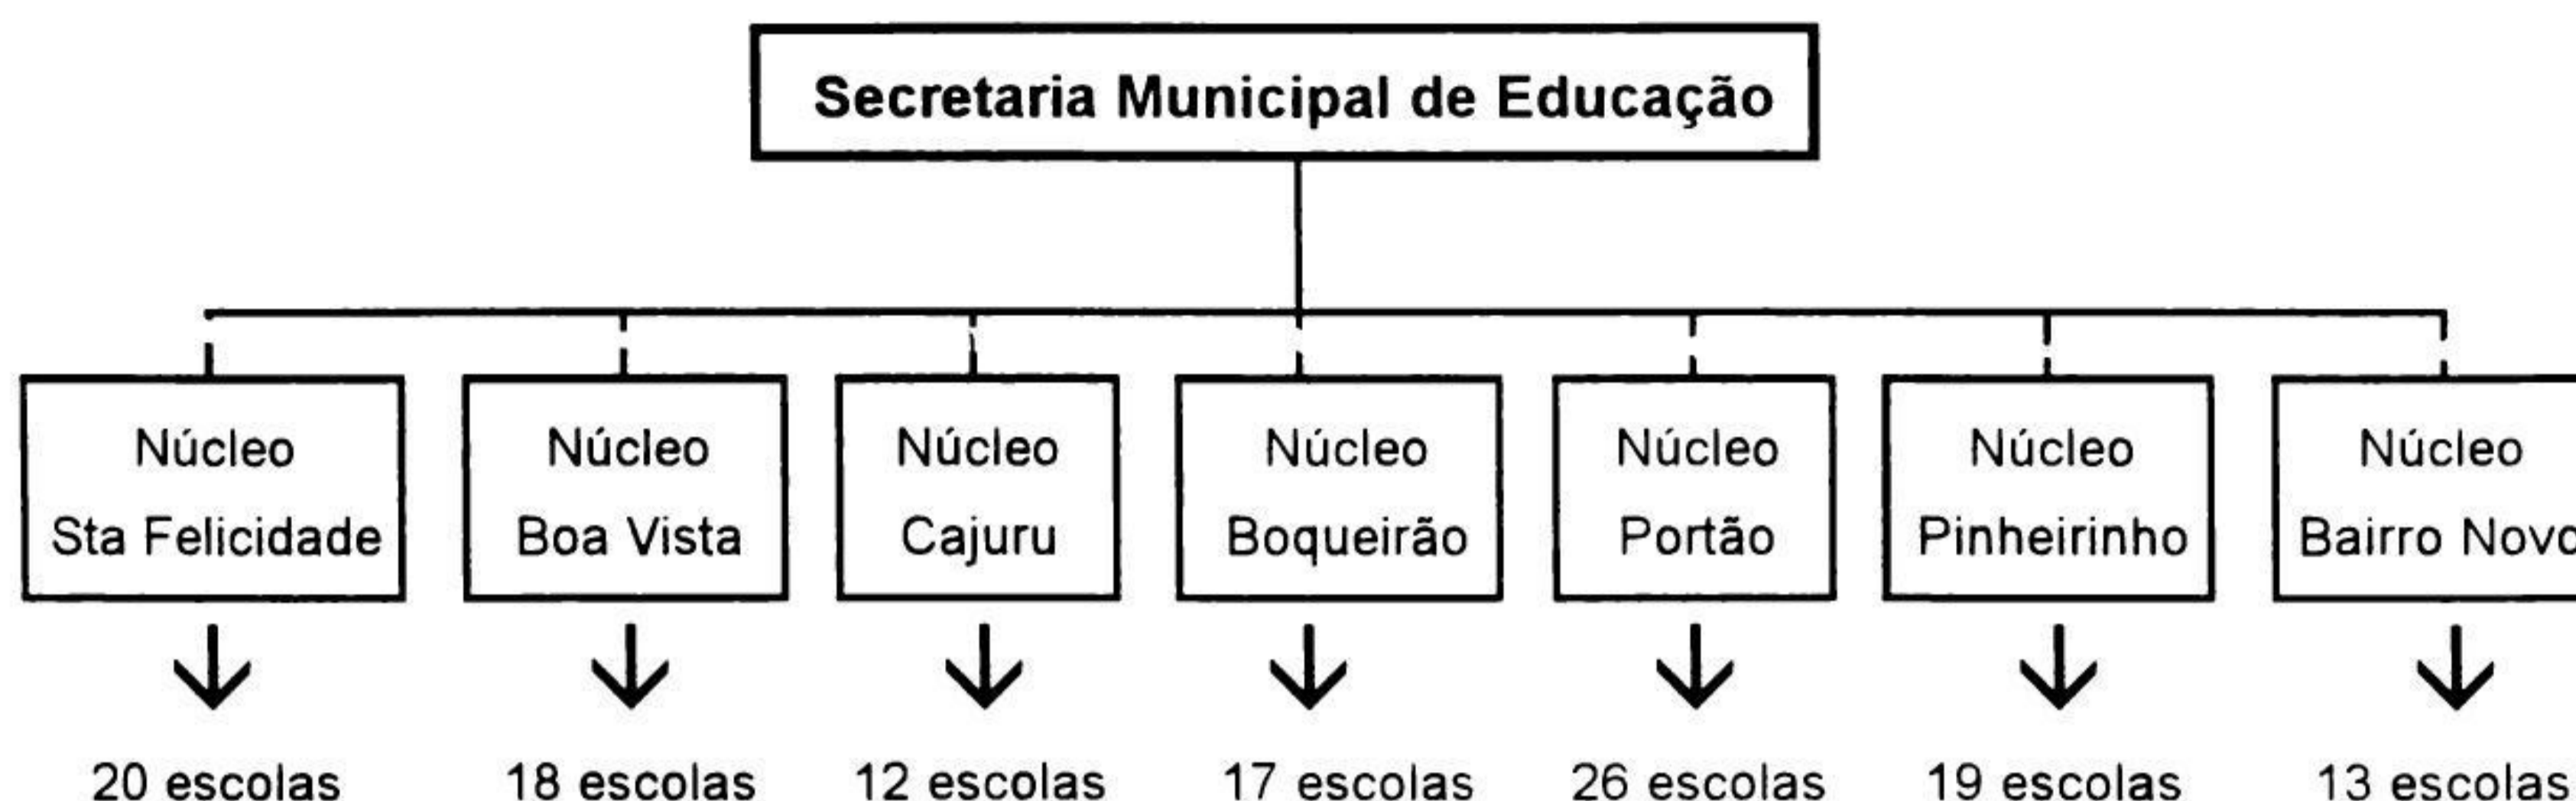 Secretaria Municipal de Educação
Núcleo
Sta Felicidade
Núcleo
Boa Vista
Núcleo
Cajuru
Núcleo
Boqueirão
Núcleo
Portão
Núcleo
Pinheirinho
Núcleo
Bairro Novo
20 escolas
18 escolas
12 escolas
17 escolas
26 escolas
19 escolas
13 escolas